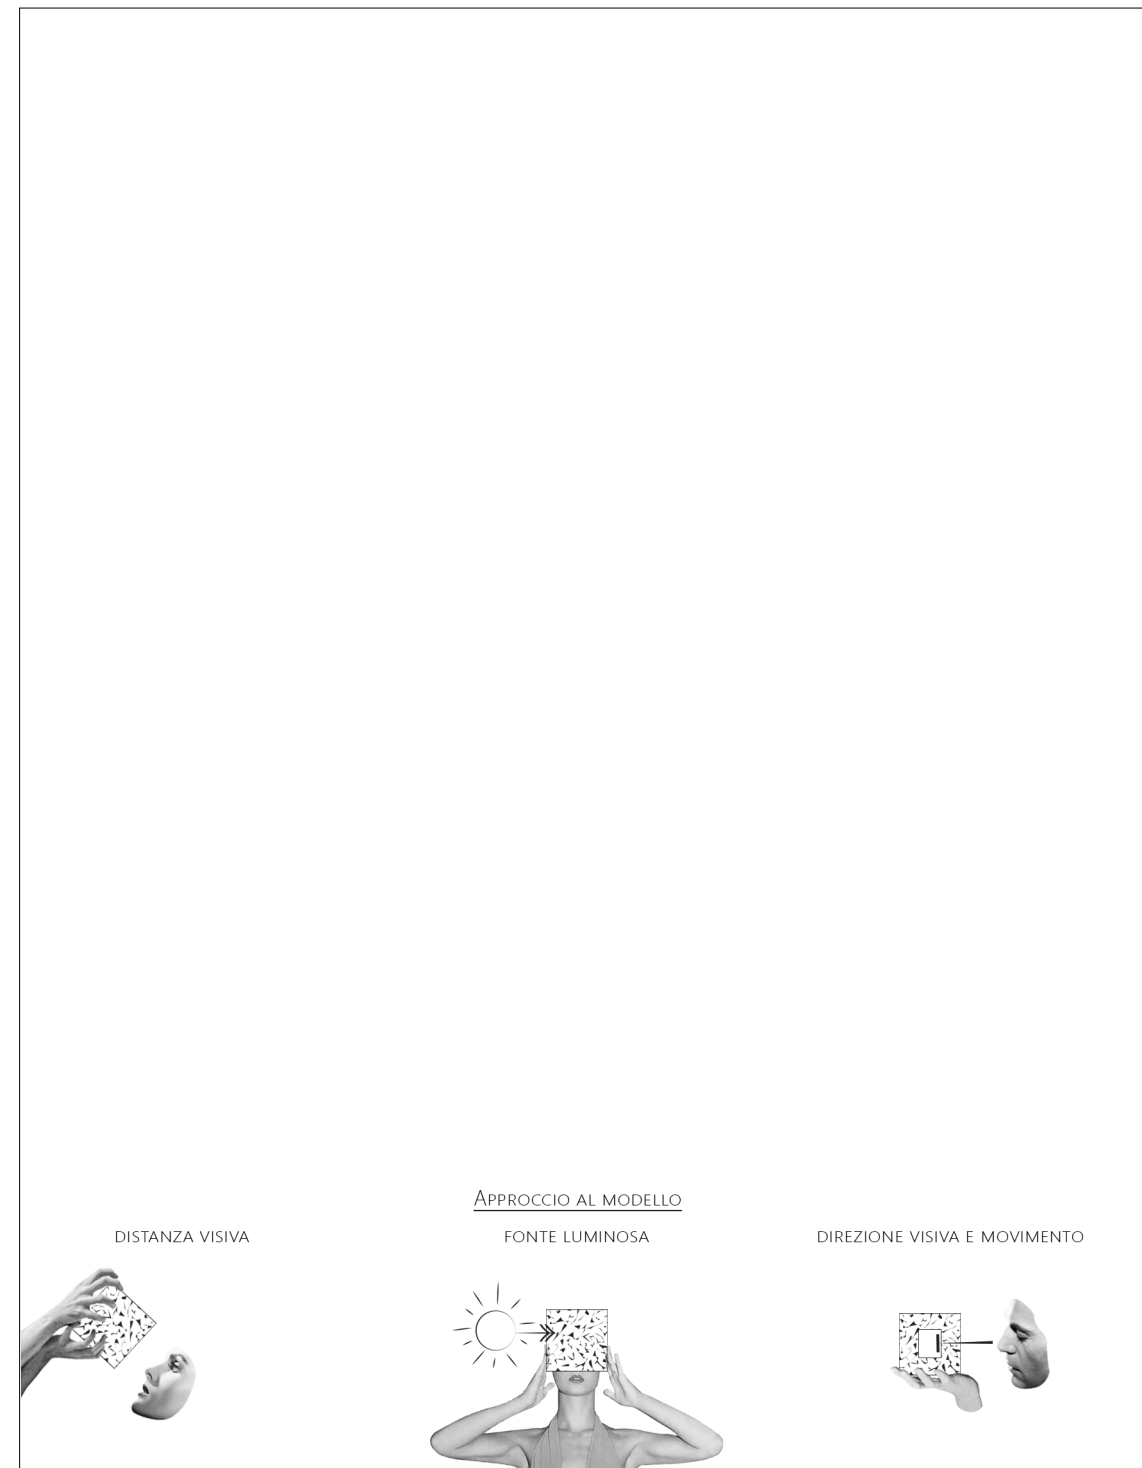 Approccio al modello
distanza visiva
fonte luminosa
direzione visiva e movimento